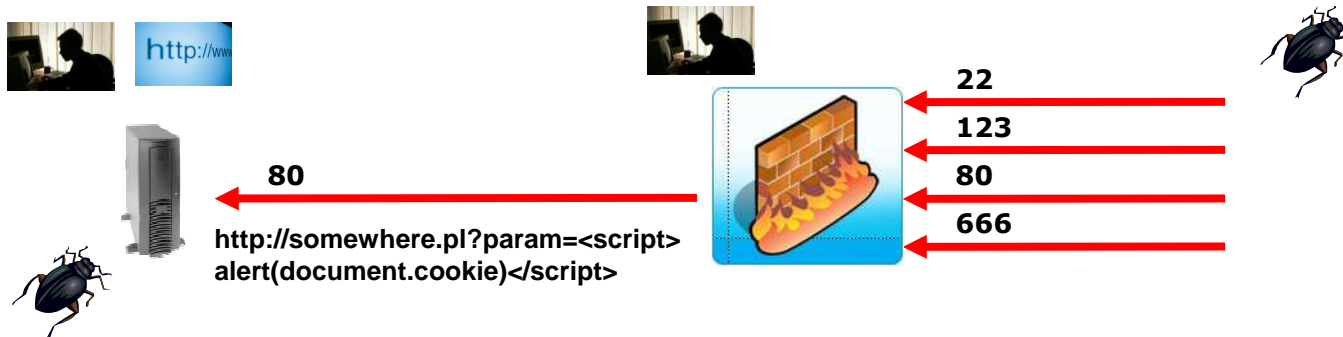 http://www
22
123
80
666
80
http://somewhere.pl?param=<script>
alert(document.cookie)</script>